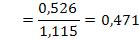 = 0,526/1,115 = 0,471